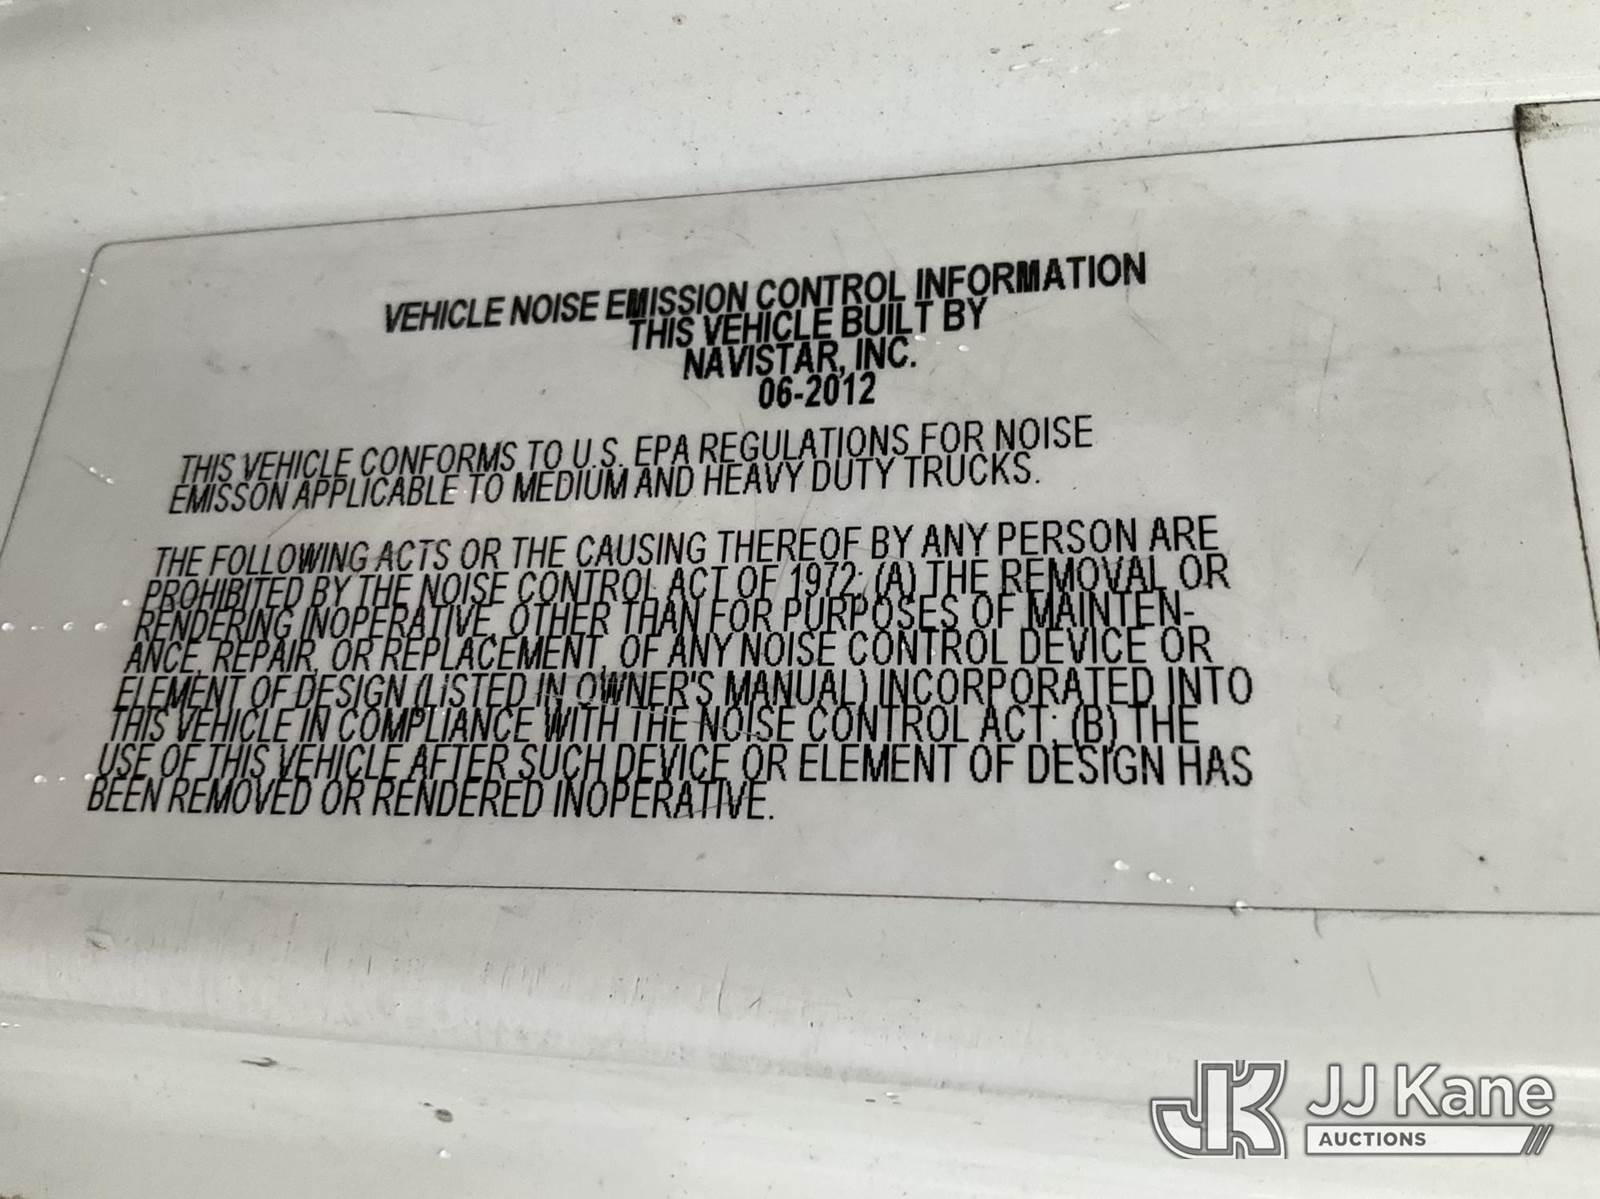 VEHICLE NOISE EMISSION CONTROL INFORMATION
THIS VEHICLE BUILT BY
NAVISTAR, INC.
06-2012
THIS VEHICLE CONFORMS TO U.S. EPA REGULATIONS FOR NOISE
EMISSON APPLICABLE TO MEDIUM AND HEAVY DUTY TRUCKS.
THE FOLLOWING ACTS OR THE CAUSING THEREOF BY ANY PERSON ARE
PROHIBITED BY THE NOISE CONTROL ACT OF 1972: (A) THE REMOVAL OR
RENDERING INOPERATIVE, OTHER THAN FOR PURPOSES OF MAINTEN-
ANCE, REPAIR, OR REPLACEMENT, OF ANY NOISE CONTROL DEVICE OR
ELEMENT OF DESIGN (LISTED IN OWNER'S MANUAL) INCORPORATED INTO
THIS VEHICLE IN COMPLIANCE WITH THE NOISE CONTROL ACT; (B) THE
USE OF THIS VEHICLE AFTER SUCH DEVICE OR ELEMENT OF DESIGN HAS
BEEN REMOVED OR RENDERED INOPERATIVE.
JK JJ Kane
AUCTIONS